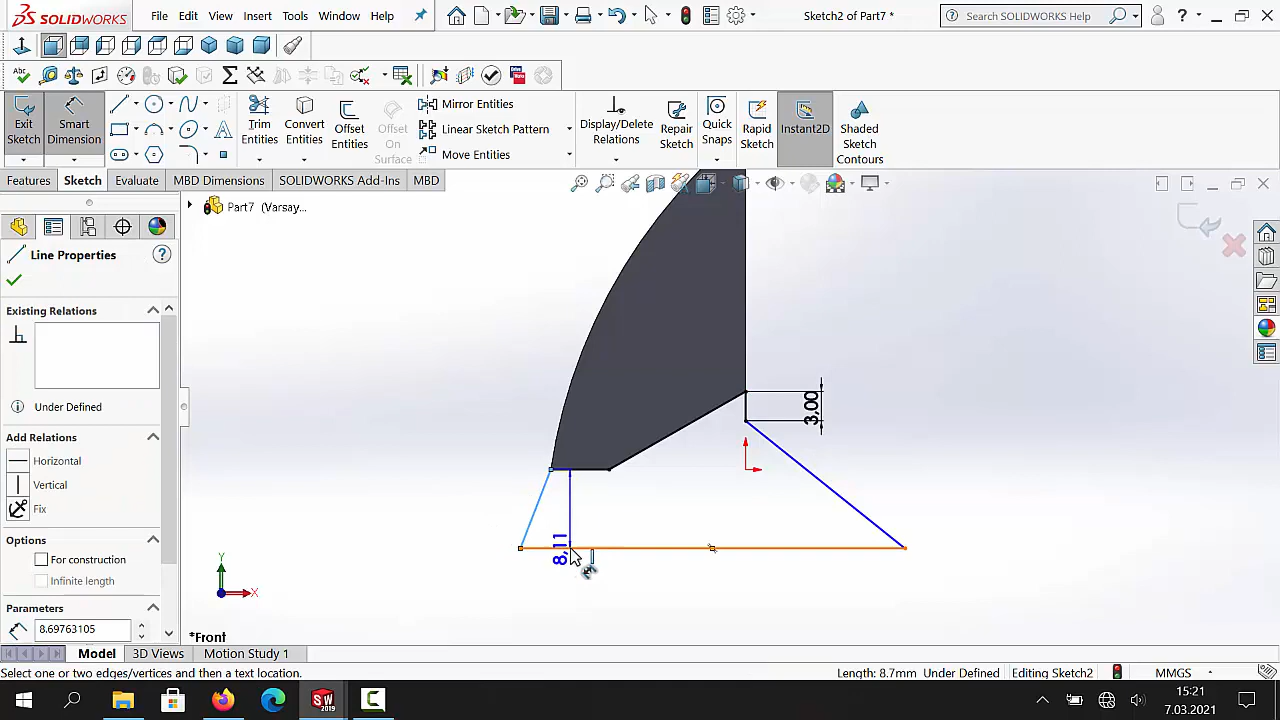 SOLIDWORKS File Edit View Insert Tools Window Help Sketch2 of Part7 * Search SOLIDWORKS Help ?
Abc
Exit Sketch
Smart Dimension
Trim Entities
Convert Entities
Offset Entities
Offset On Surface
Mirror Entities
Linear Sketch Pattern
Move Entities
Display/Delete Relations
Repair Sketch
Quick Snaps
Rapid Sketch
Instant2D
Shaded Sketch Contours
Features Sketch Evaluate MBD Dimensions SOLIDWORKS Add-Ins MBD
Part7 (Varsay...
Line Properties ?
Existing Relations
Under Defined
Add Relations
Horizontal
Vertical
Fix
Options
For construction
Infinite length
Parameters
8.69763105
3,00
8,11
Y
X
*Front
Model 3D Views Motion Study 1
Select one or two edges/vertices and then a text location. Length: 8.7mm Under Defined Editing Sketch2 MMGS
SW
2019
15:21
7.03.2021